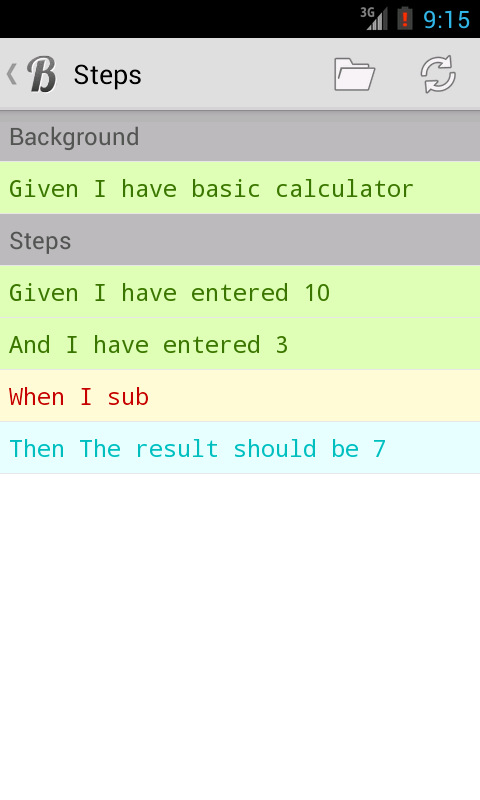 3G 9:15
B Steps
Background
Given I have basic calculator
Steps
Given I have entered 10
And I have entered 3
When I sub
Then The result should be 7